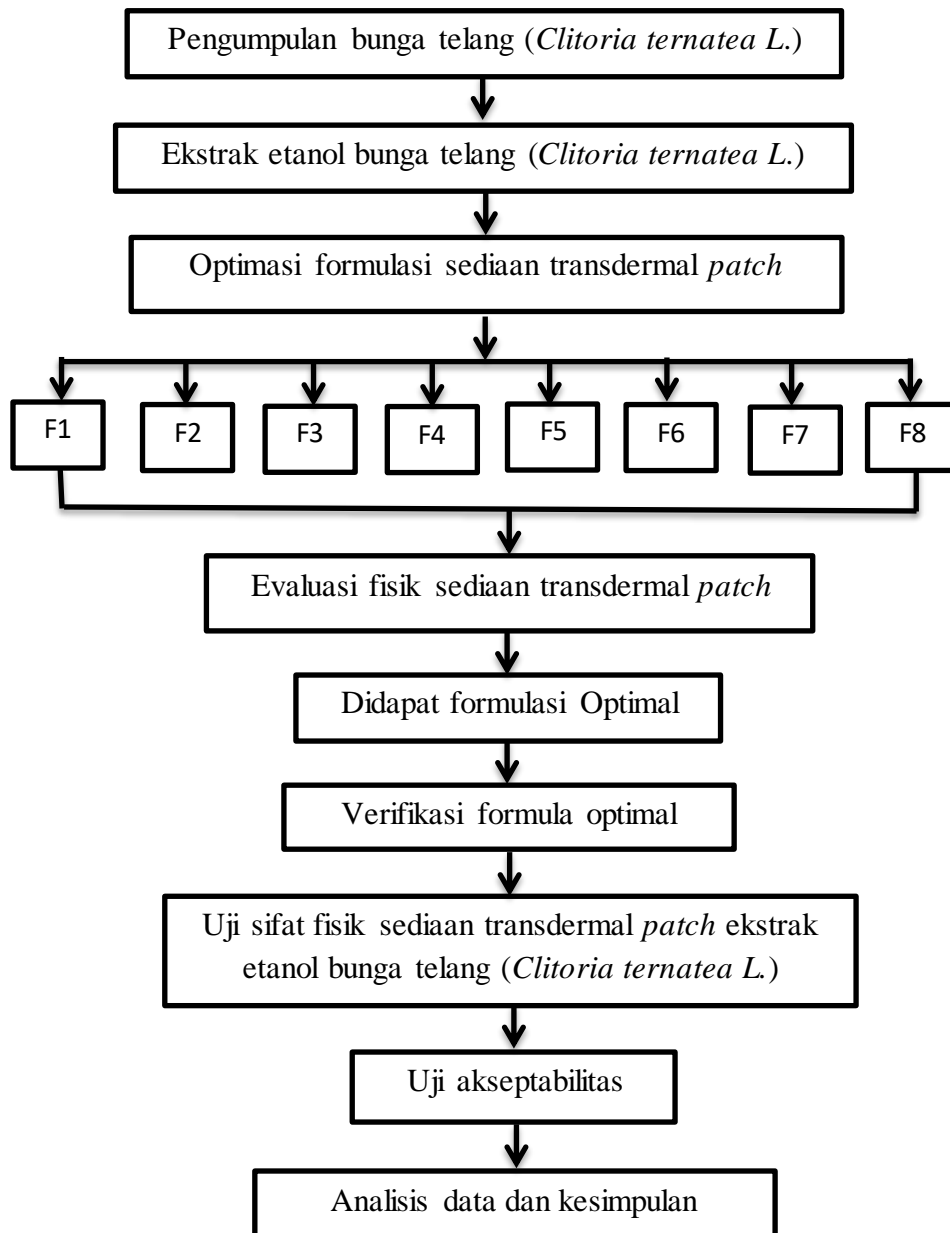 Pengumpulan bunga telang (Clitoria ternatea L.)
Ekstrak etanol bunga telang (Clitoria ternatea L.)
Optimasi formulasi sediaan transdermal patch
F1 F2 F3 F4 F5 F6 F7 F8
Evaluasi fisik sediaan transdermal patch
Didapat formulasi Optimal
Verifikasi formula optimal
Uji sifat fisik sediaan transdermal patch ekstrak
etanol bunga telang (Clitoria ternatea L.)
Uji akseptabilitas
Analisis data dan kesimpulan